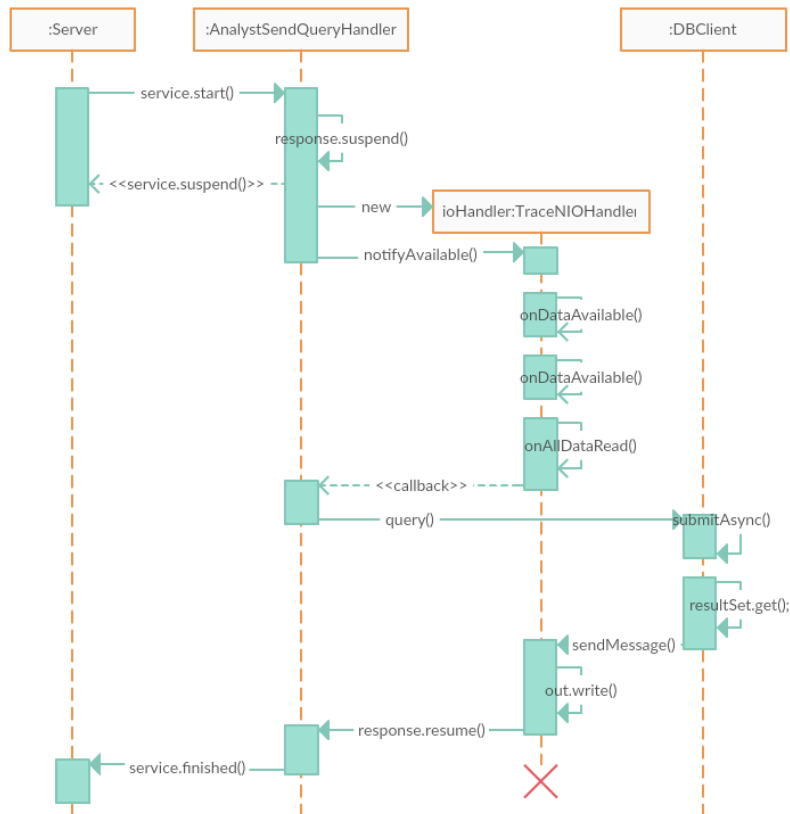 :Server
:AnalystSendQueryHandler
:DBClient
service.start()
response.suspend()
<<service.suspend()>>
new
ioHandler:TraceNIOHandler
notifyAvailable()
onDataAvailable()
onDataAvailable()
onAllDataRead()
<<callback>>
query()
submitAsync()
resultSet.get();
sendMessage()
out.write()
response.resume()
service.finished()